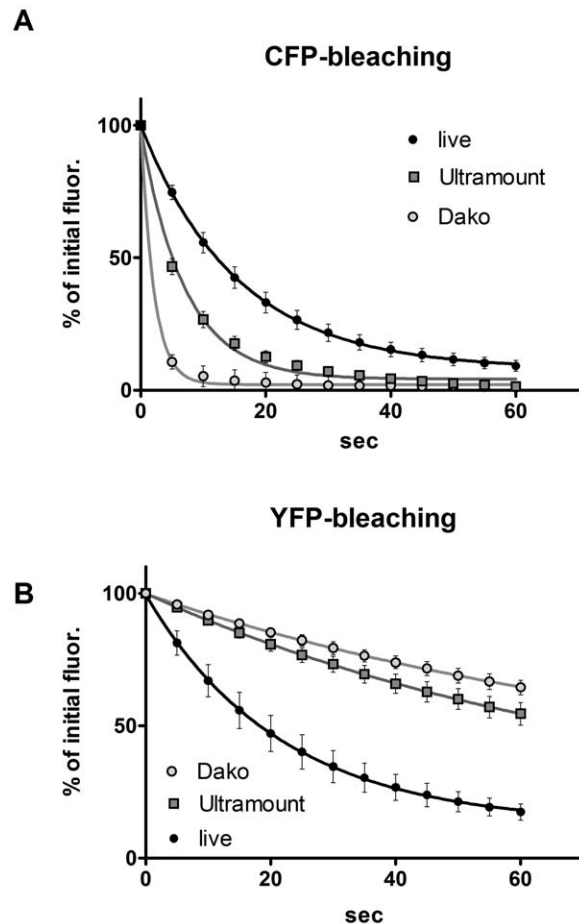 A
CFP-bleaching
% of initial fluor.
100
50
0
live
Ultramount
Dako
0 20 40 60
sec
YFP-bleaching
B
% of initial fluor.
100
50
0
Dako
Ultramount
live
0 20 40 60
sec